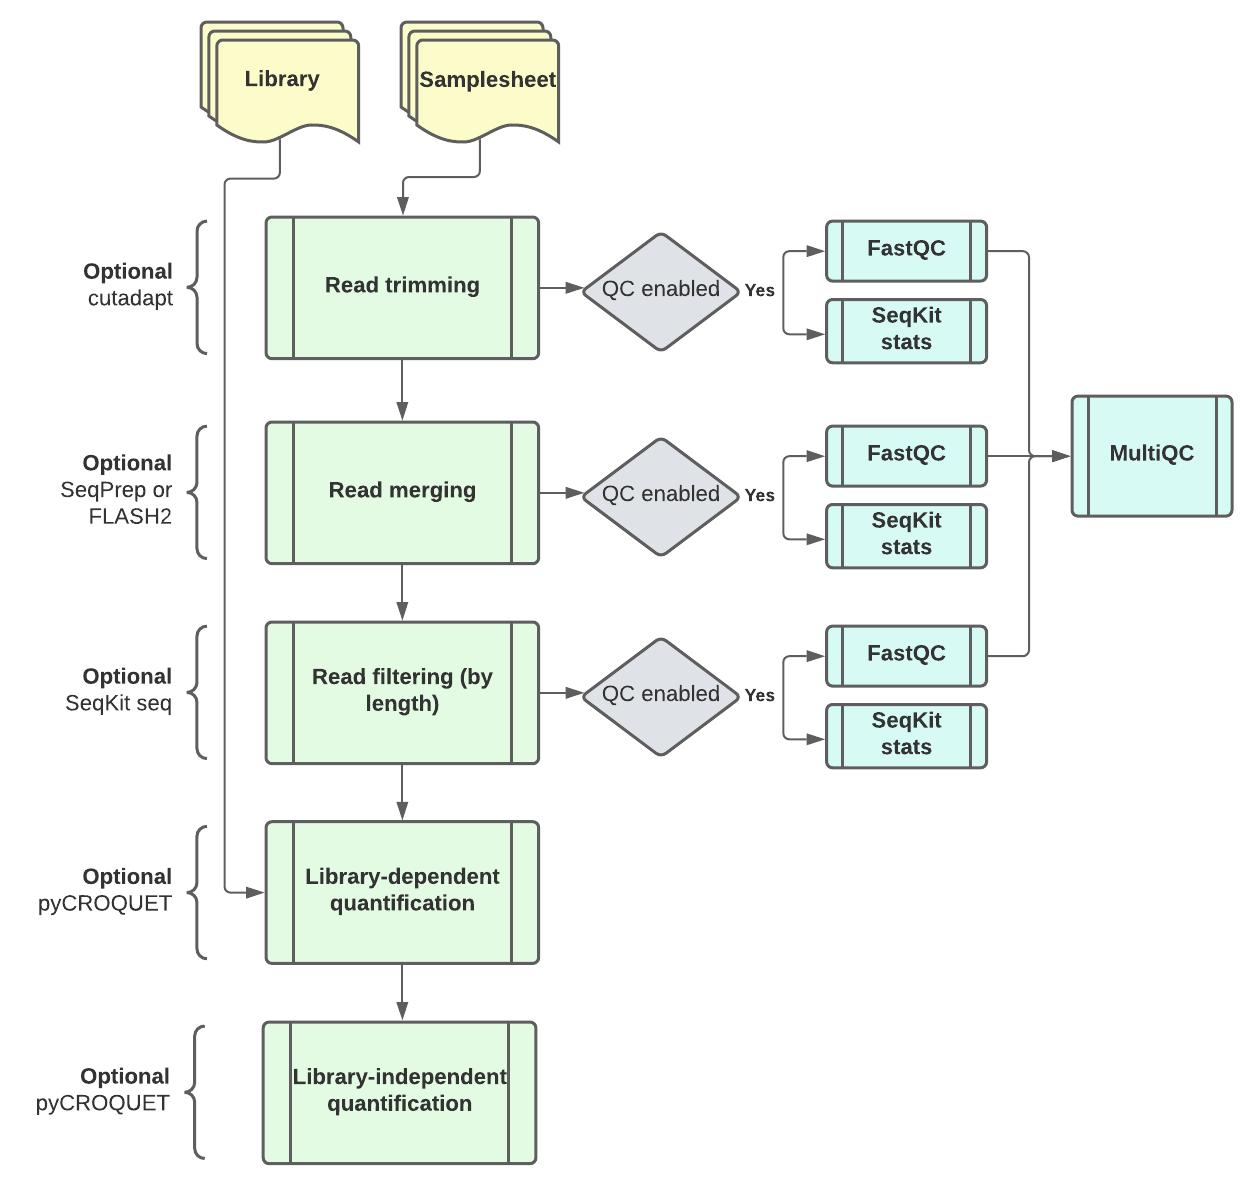 Library
Samplesheet
Optional
cutadapt
Read trimming
QC enabled
Yes
FastQC
SeqKit
stats
Optional
SeqPrep or
FLASH2
Read merging
QC enabled
Yes
FastQC
SeqKit
stats
MultiQC
Optional
SeqKit seq
Read filtering (by
length)
QC enabled
Yes
FastQC
SeqKit
stats
Optional
pyCROQUET
Library-dependent
quantification
Optional
pyCROQUET
Library-independent
quantification